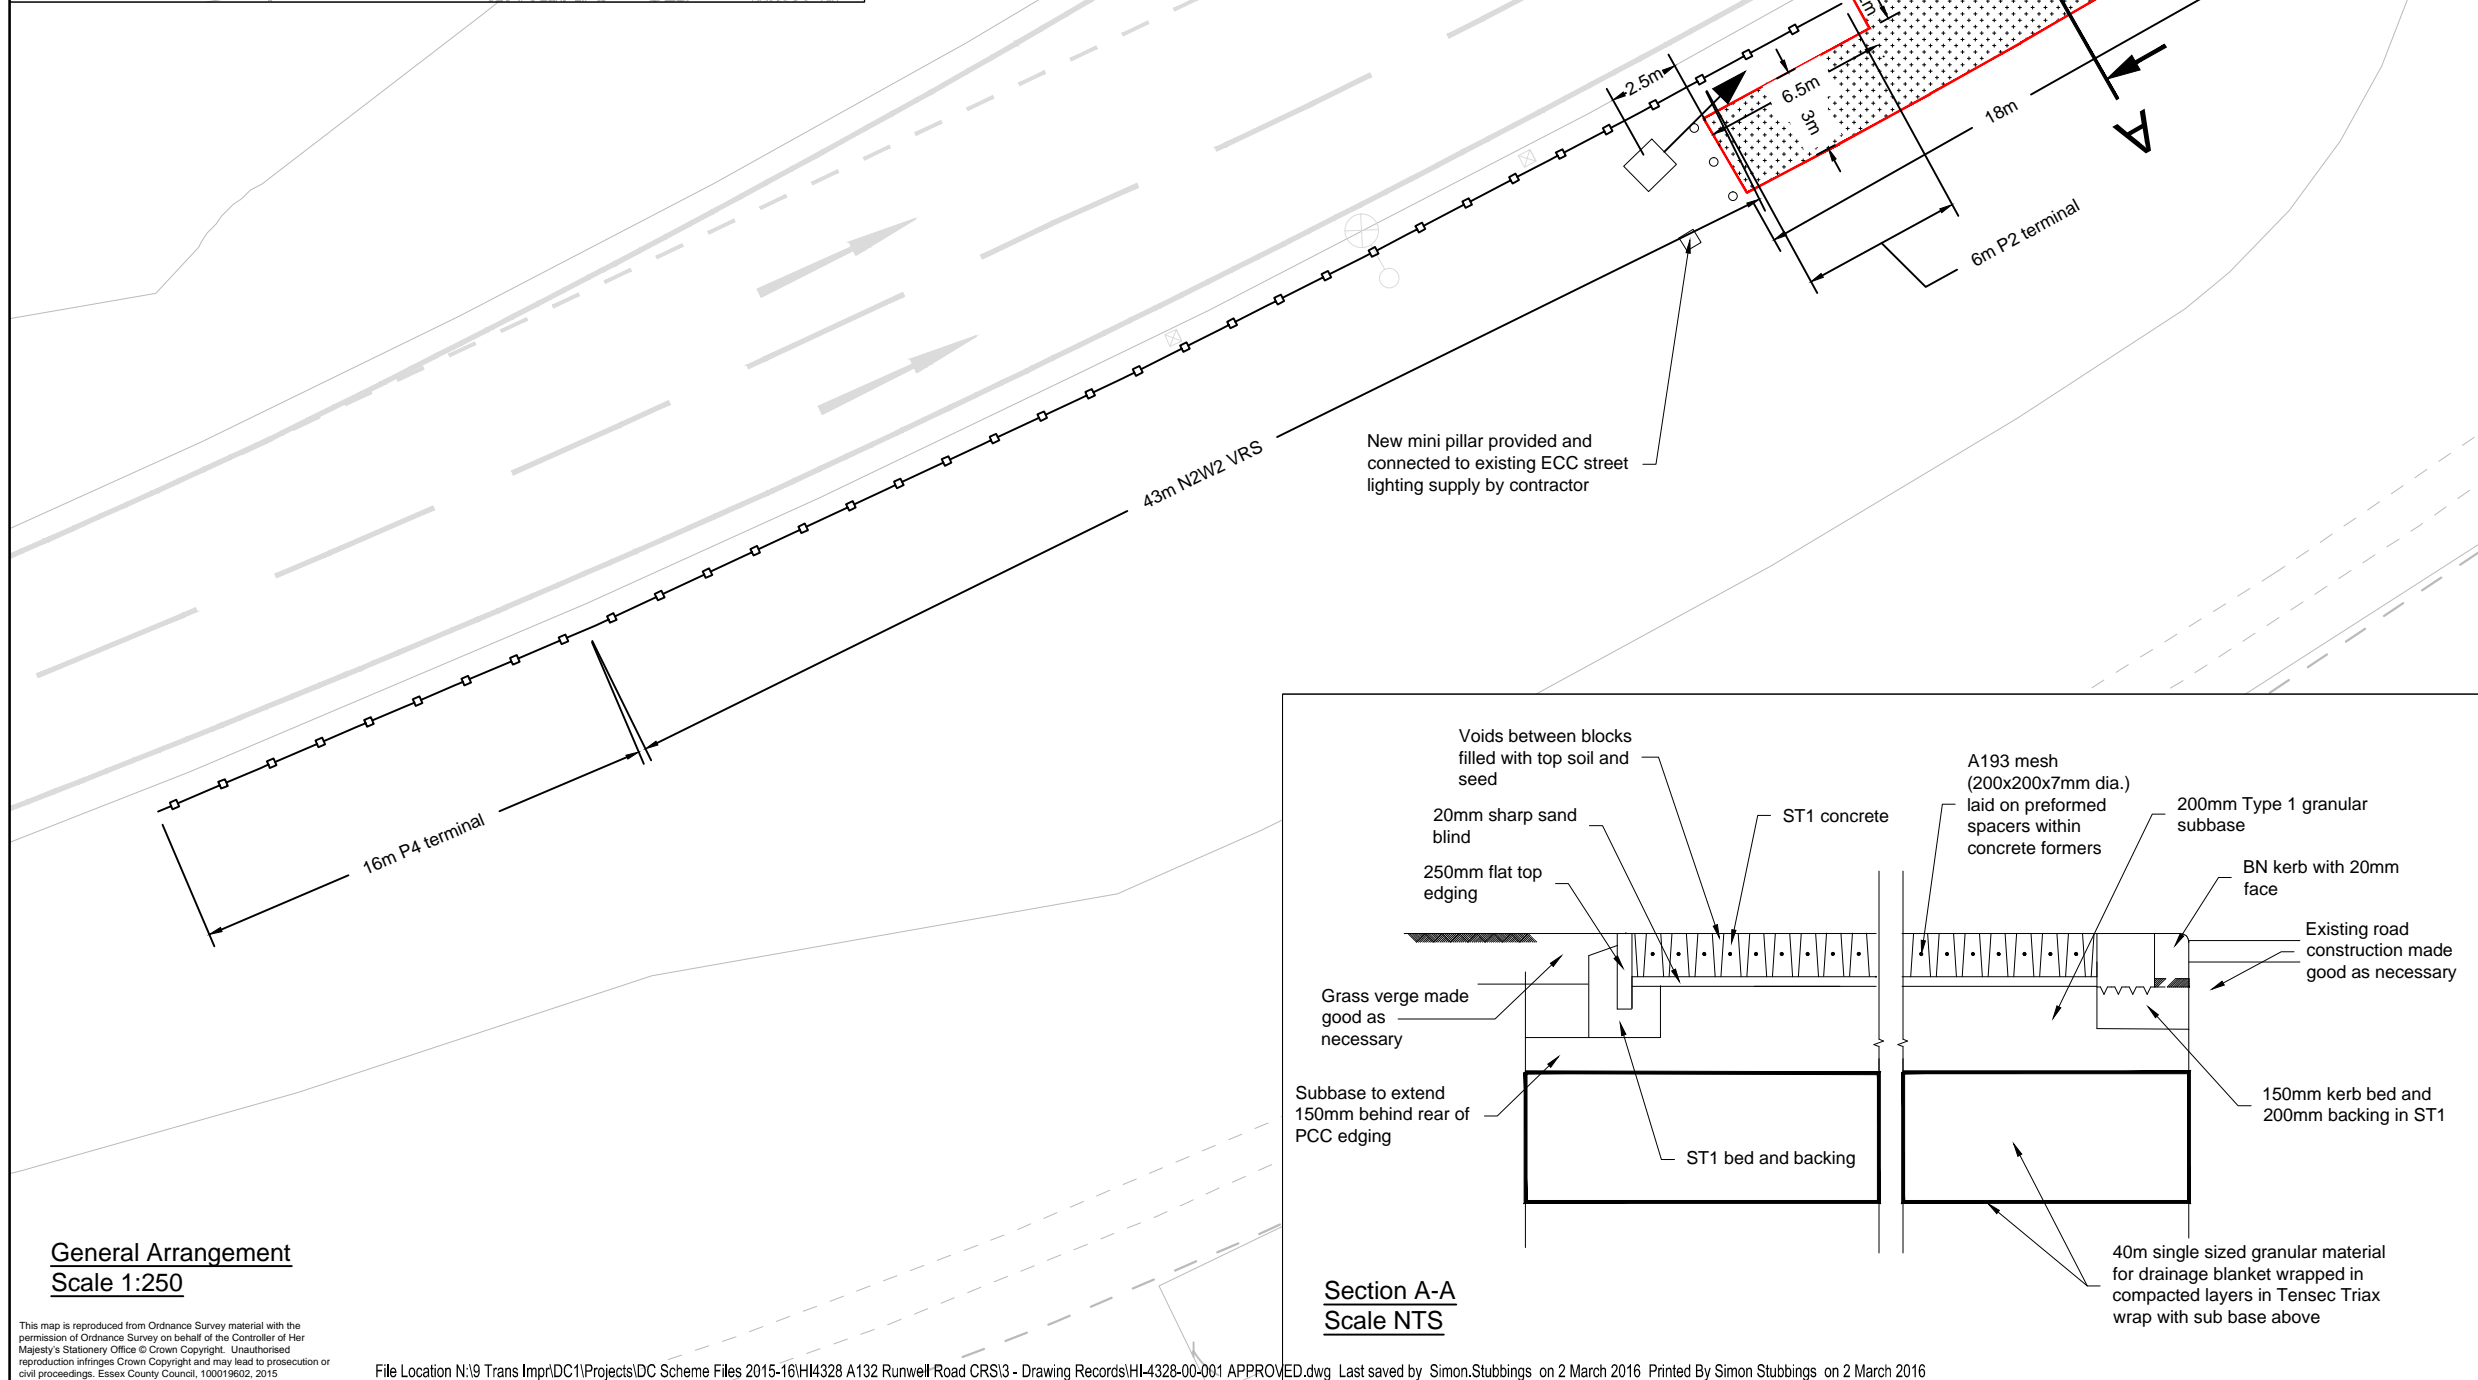 2.5m
6.5m
3m
18m
6m P2 terminal
A
New mini pillar provided and
connected to existing ECC street
lighting supply by contractor
43m N2W2 VRS
16m P4 terminal
Voids between blocks
filled with top soil and
seed
20mm sharp sand
blind
250mm flat top
edging
ST1 concrete
A193 mesh
(200x200x7mm dia.)
laid on preformed
spacers within
concrete formers
200mm Type 1 granular
subbase
BN kerb with 20mm
face
Existing road
construction made
good as necessary
Grass verge made
good as
necessary
Subbase to extend
150mm behind rear of
PCC edging
ST1 bed and backing
150mm kerb bed and
200mm backing in ST1
40m single sized granular material
for drainage blanket wrapped in
compacted layers in Tensec Triax
wrap with sub base above
General Arrangement
Scale 1:250
Section A-A
Scale NTS
This map is reproduced from Ordnance Survey material with the
permission of Ordnance Survey on behalf of the Controller of Her
Majesty's Stationery Office © Crown Copyright. Unauthorised
reproduction infringes Crown Copyright and may lead to prosecution or
civil proceedings. Essex County Council, 100019602, 2015
File Location N:\9 Trans Impr\DC1\Projects\DC Scheme Files 2015-16\HI4328 A132 Runwell Road CRS\3 - Drawing Records\HI-4328-00-001 APPROVED.dwg Last saved by Simon.Stubbings on 2 March 2016 Printed By Simon Stubbings on 2 March 2016